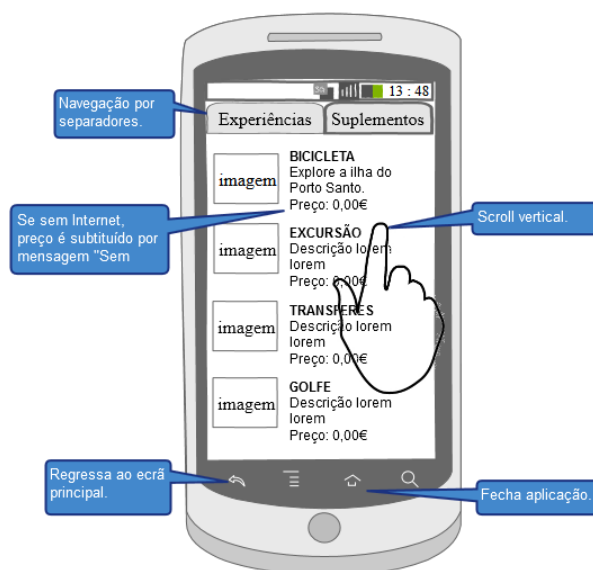 3G 13 : 48
Navegação por
separadores.
Experiências Suplementos
imagem
BICICLETA
Explore a ilha do
Porto Santo.
Preço: 0,00€
Se sem Internet,
preço é subtituído por
mensagem "Sem
Scroll vertical.
imagem
EXCURSÃO
Descrição lorem
lorem
Preço: 0,00€
imagem
TRANSFERES
Descrição lorem
lorem
Preço: 0,00€
imagem
GOLFE
Descrição lorem
lorem
Preço: 0,00€
Regressa ao ecrã
principal.
Fecha aplicação.